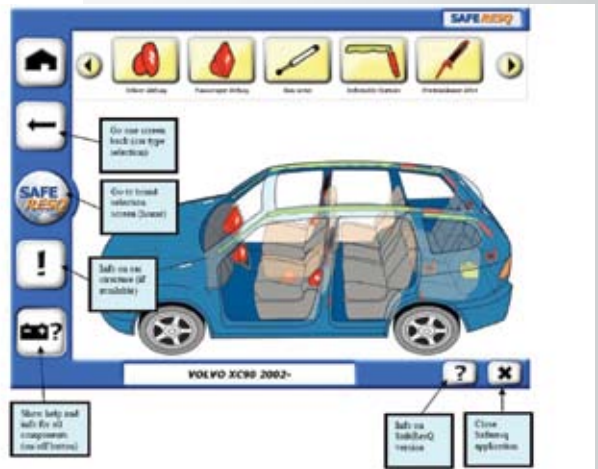 SAFERESQ
Driver Airbag
Passenger Airbag
Gas strut
Inflatable Curtain
Pretensioner
Go one screen
back (car type
selection)
SAFE
RESQ
Go to brand
selection
screen (home)
!
Info on car
structure (if
available)
?
Show help and
info for all
components
(on-off button)
VOLVO XC90 2002-
?
Info on
SafeResQ
version
Close
Saferesq
application